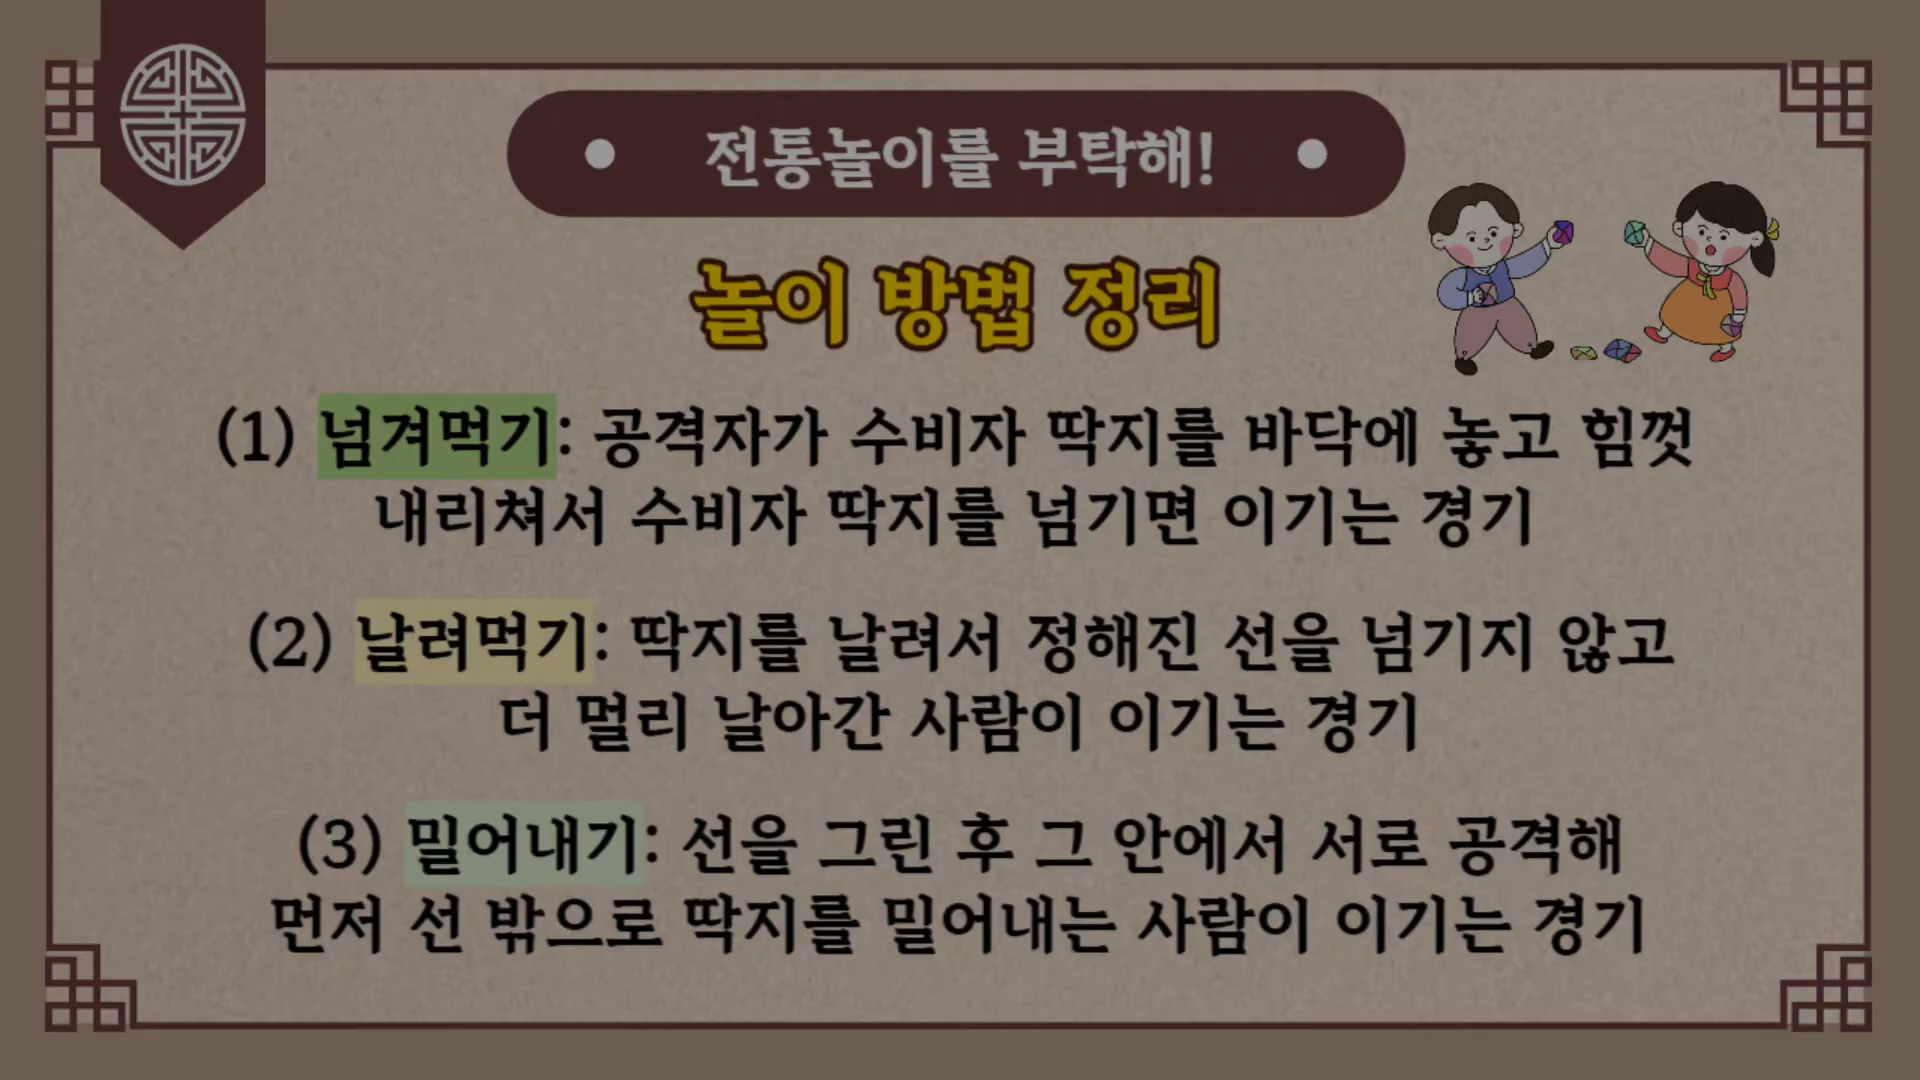 전통놀이를 부탁해!
놀이 방법 정리
(1) 넘겨먹기: 공격자가 수비자 딱지를 바닥에 놓고 힘껏
내리쳐서 수비자 딱지를 넘기면 이기는 경기
(2) 날려먹기: 딱지를 날려서 정해진 선을 넘기지 않고
더 멀리 날아간 사람이 이기는 경기
(3) 밀어내기: 선을 그린 후 그 안에서 서로 공격해
먼저 선 밖으로 딱지를 밀어내는 사람이 이기는 경기